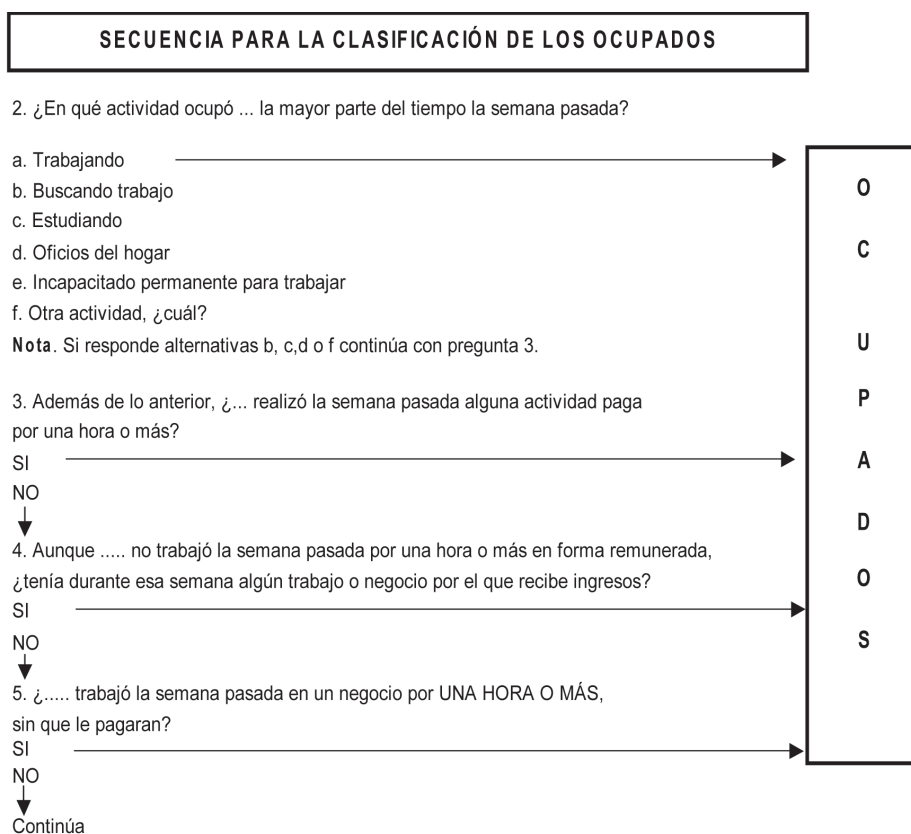 SECUENCIA PARA LA CLASIFICACIÓN DE LOS OCUPADOS
2. ¿En qué actividad ocupó ... la mayor parte del tiempo la semana pasada?
a. Trabajando
b. Buscando trabajo
c. Estudiando
d. Oficios del hogar
e. Incapacitado permanente para trabajar
f. Otra actividad, ¿cuál?
Nota. Si responde alternativas b, c,d o f continúa con pregunta 3.
3. Además de lo anterior, ¿... realizó la semana pasada alguna actividad paga
por una hora o más?
SI
NO
4. Aunque ..... no trabajó la semana pasada por una hora o más en forma remunerada,
¿tenía durante esa semana algún trabajo o negocio por el que recibe ingresos?
SI
NO
5. ¿..... trabajó la semana pasada en un negocio por UNA HORA O MÁS,
sin que le pagaran?
SI
NO
Continúa
O
C
U
P
A
D
O
S